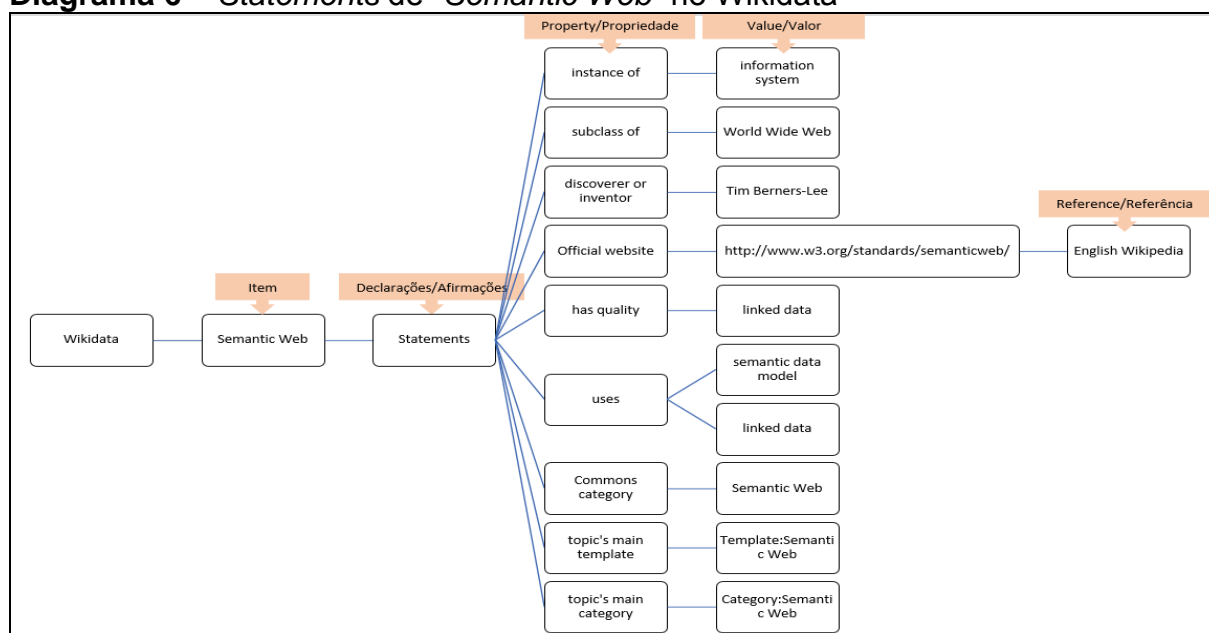 Statements de "Semantic Web" no Wikidata
Property/Propriedade
Value/Valor
instance of
information
system
subclass of
World Wide Web
discoverer or
inventor
Tim Berners-Lee
Reference/Referência
Official website
http://www.w3.org/standards/semanticweb/
English Wikipedia
Item
Declarações/Afirmações
has quality
linked data
Wikidata
Semantic Web
Statements
semantic data
model
uses
linked data
Commons
category
Semantic Web
topic's main
template
Template:Semanti
c Web
topic's main
category
Category:Semanti
c Web